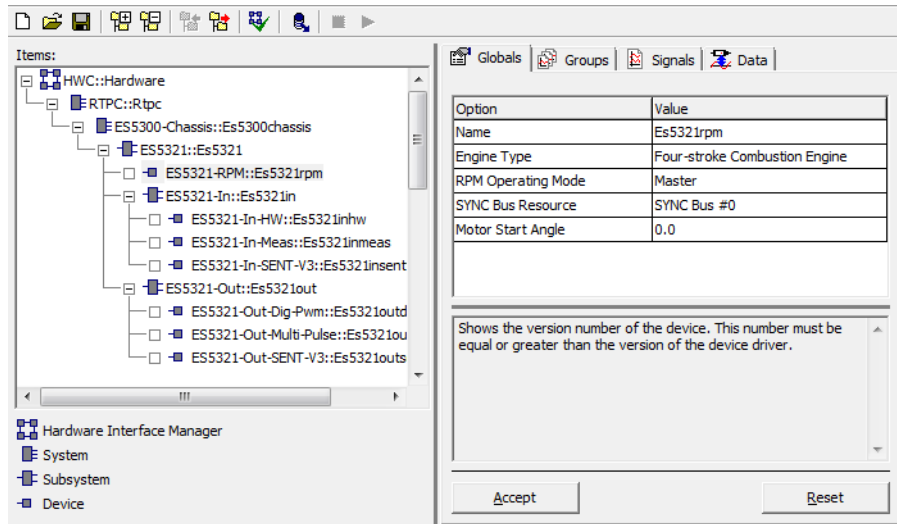 Items:
HWC::Hardware
RTPC::Rtpc
ES5300-Chassis::Es5300chassis
ES5321::Es5321
ES5321-RPM::Es5321rpm
ES5321-In::Es5321in
ES5321-In-HW::Es5321inhw
ES5321-In-Meas::Es5321inmeas
ES5321-In-SENT-V3::Es5321insent
ES5321-Out::Es5321out
ES5321-Out-Dig-Pwm::Es5321outd
ES5321-Out-Multi-Pulse::Es5321ou
ES5321-Out-SENT-V3::Es5321outs
Hardware Interface Manager
System
Subsystem
Device
Globals Groups Signals Data
Option Value
Name Es5321rpm
Engine Type Four-stroke Combustion Engine
RPM Operating Mode Master
SYNC Bus Resource SYNC Bus #0
Motor Start Angle 0.0
Shows the version number of the device. This number must be
equal or greater than the version of the device driver.
Accept Reset